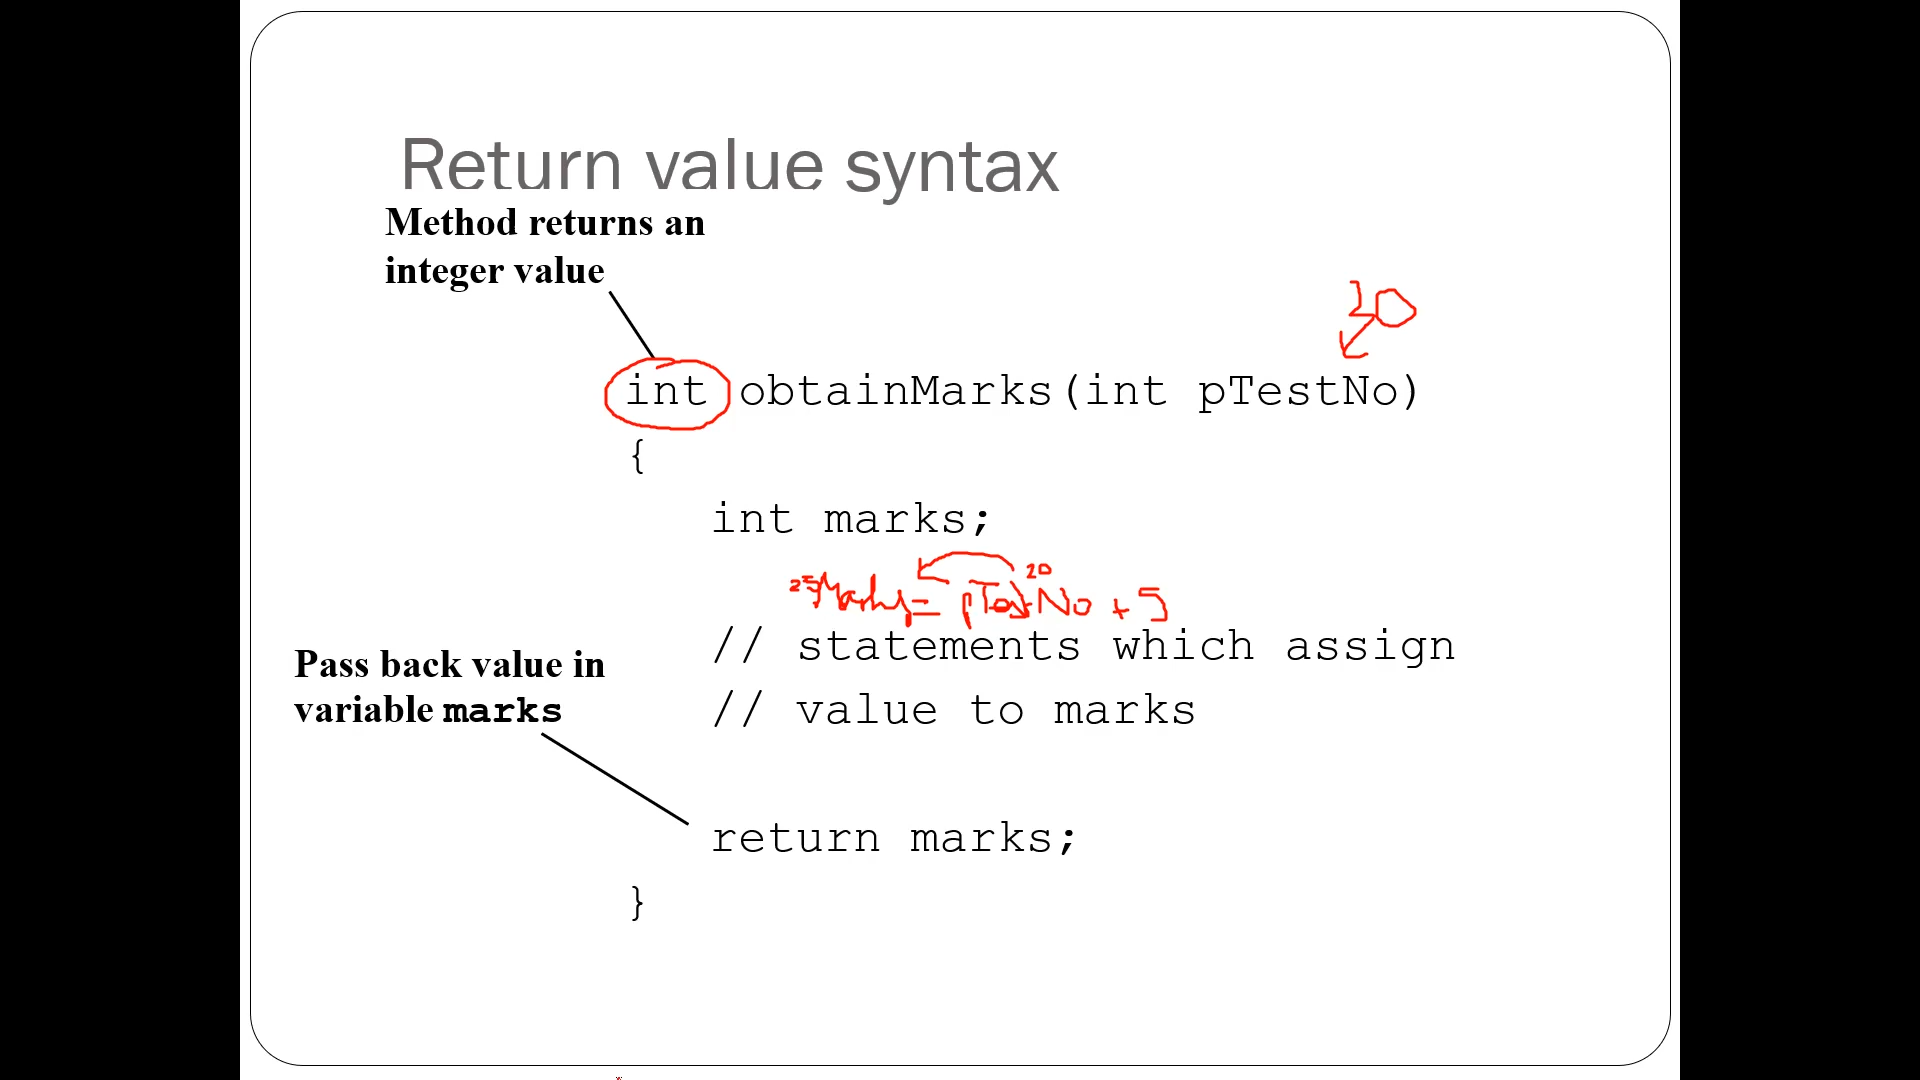 Return value syntax
Method returns an
integer value
20
int obtainMarks(int pTestNo)
{
int marks;
20
25 Marks = pTestNo + 5
// statements which assign
Pass back value in
variable marks
// value to marks
return marks;
}